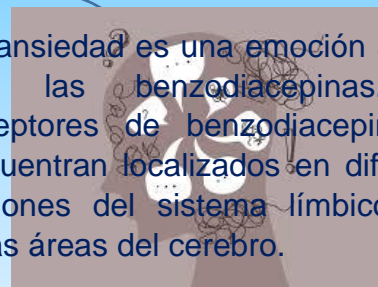 ansiedad es una emoción
las benzodiacepinas
eptores de benzodiacepi
uentran localizados en dif
iones del sistema límbico
as áreas del cerebro.